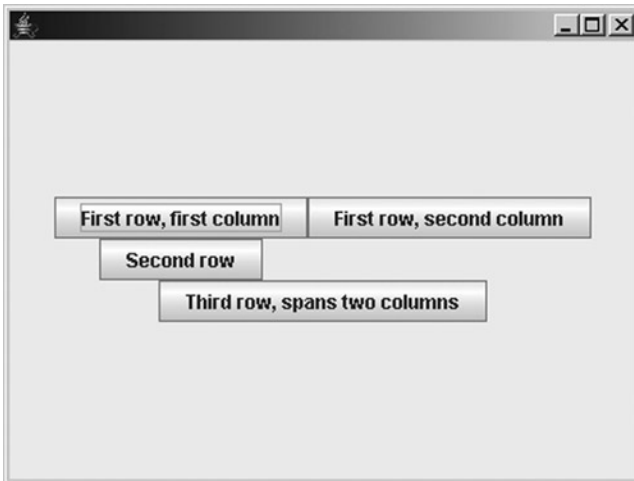 First row, first column
First row, second column
Second row
Third row, spans two columns